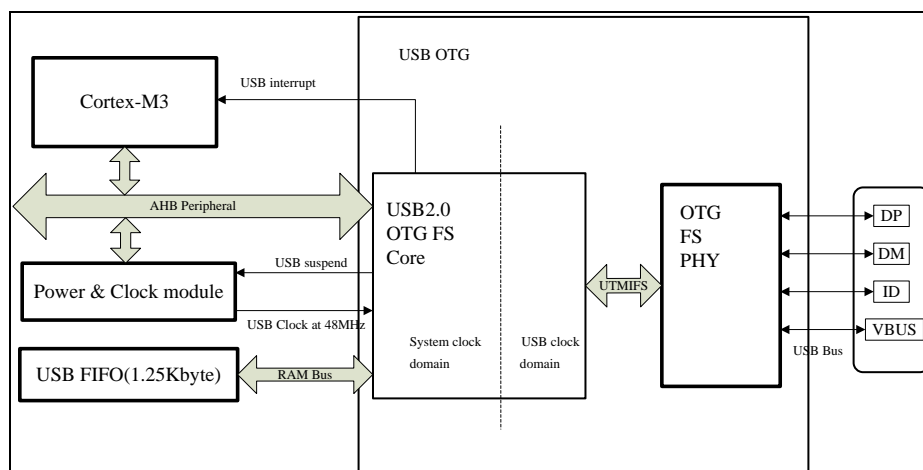 USB OTG
USB interrupt
Cortex-M3
AHB Peripheral
USB2.0
OTG FS
Core
OTG
FS
PHY
DP
DM
ID
VBUS
USB suspend
Power & Clock module
USB Clock at 48MHz
UTMIFS
System clock
domain
USB clock
domain
USB Bus
USB FIFO(1.25Kbyte)
RAM Bus